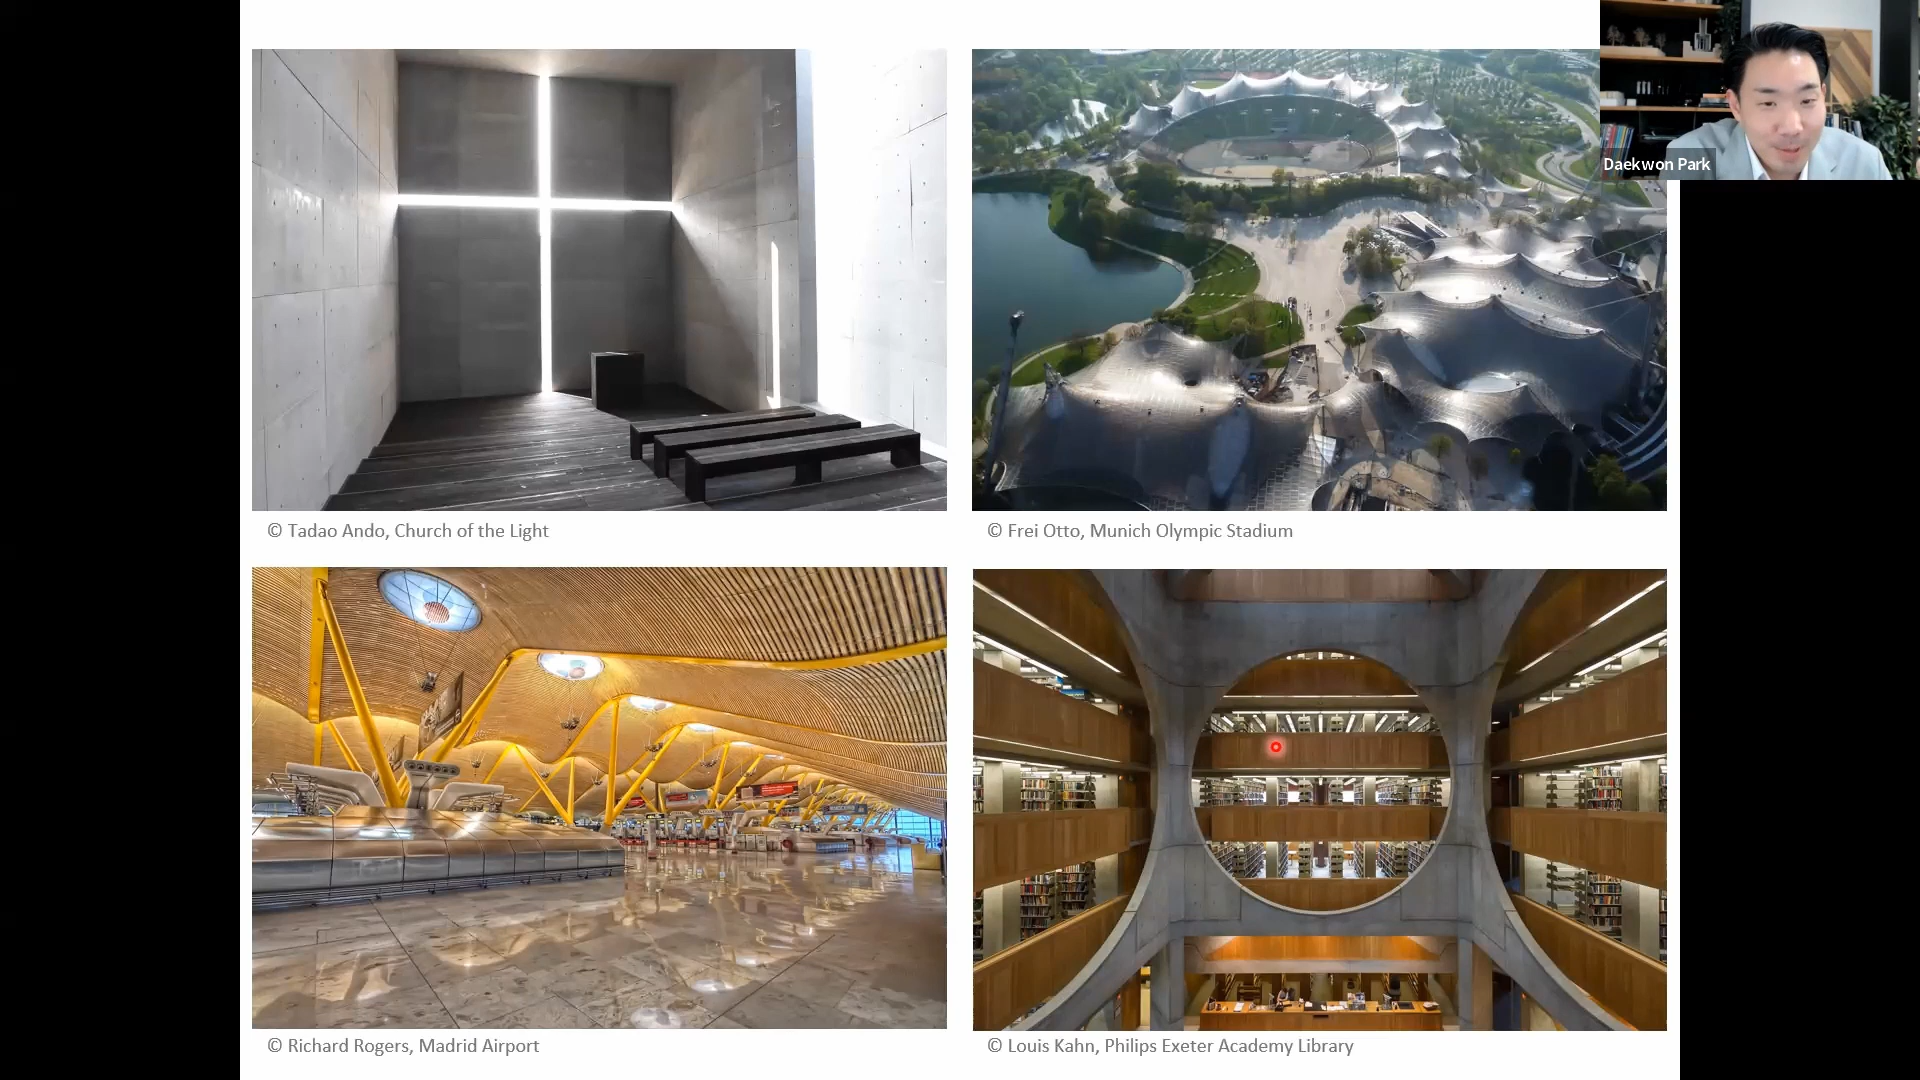 Daekwon Park
© Tadao Ando, Church of the Light
© Frei Otto, Munich Olympic Stadium
© Richard Rogers, Madrid Airport
© Louis Kahn, Philips Exeter Academy Library